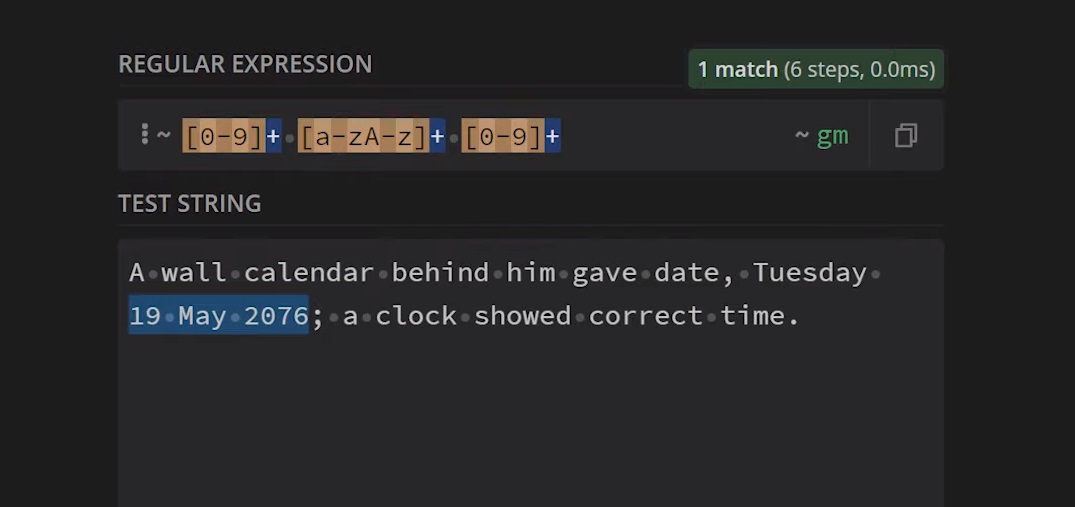 REGULAR EXPRESSION
1 match (6 steps, 0.0ms)
~ [0-9]+ [a-zA-z]+ [0-9]+ ~ gm
TEST STRING
A·wall·calendar·behind·him·gave·date,·Tuesday·
19·May·2076;·a·clock·showed·correct·time.